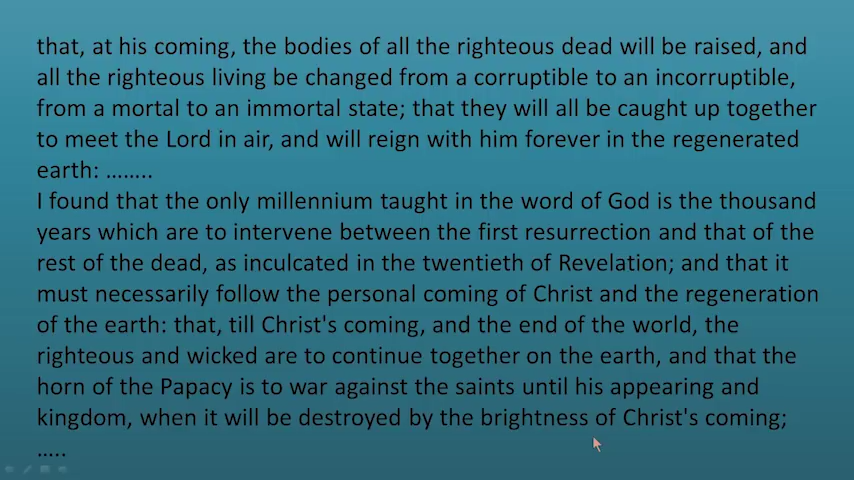 that, at his coming, the bodies of all the righteous dead will be raised, and
all the righteous living be changed from a corruptible to an incorruptible,
from a mortal to an immortal state; that they will all be caught up together
to meet the Lord in air, and will reign with him forever in the regenerated
earth: ........
I found that the only millennium taught in the word of God is the thousand
years which are to intervene between the first resurrection and that of the
rest of the dead, as inculcated in the twentieth of Revelation; and that it
must necessarily follow the personal coming of Christ and the regeneration
of the earth: that, till Christ's coming, and the end of the world, the
righteous and wicked are to continue together on the earth, and that the
horn of the Papacy is to war against the saints until his appearing and
kingdom, when it will be destroyed by the brightness of Christ's coming;
.....